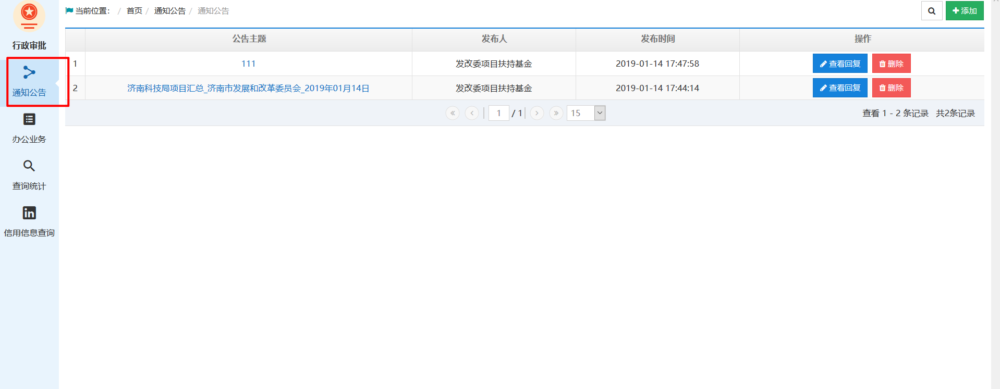 当前位置： / 首页 / 通知公告 / 通知公告
添加
行政审批
通知公告
办公业务
查询统计
信用信息查询
公告主题 发布人 发布时间 操作
1 111 发改委项目扶持基金 2019-01-14 17:47:58 查看回复 删除
2 济南科技局项目汇总_济南市发展和改革委员会_2019年01月14日 发改委项目扶持基金 2019-01-14 17:44:14 查看回复 删除
1 / 1 15 查看 1 - 2 条记录 共2条记录